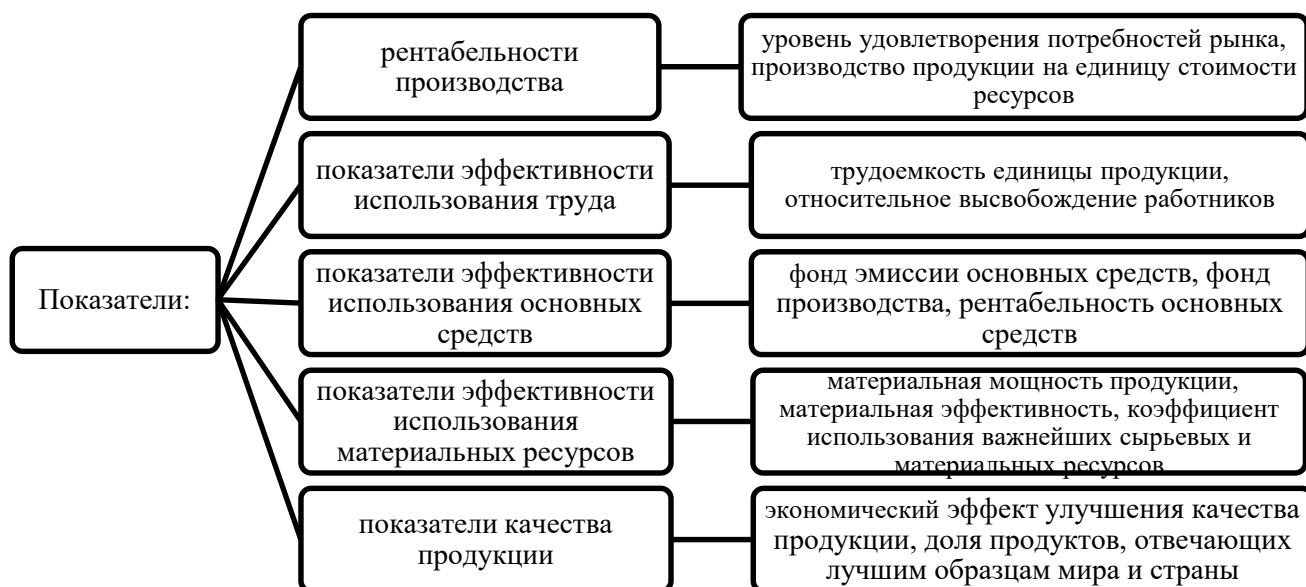 рентабельности
производства
уровень удовлетворения потребностей рынка,
производство продукции на единицу стоимости
ресурсов
показатели эффективности
использования труда
трудоемкость единицы продукции,
относительное высвобождение работников
Показатели:
показатели эффективности
использования основных
средств
фонд эмиссии основных средств, фонд
производства, рентабельность основных
средств
показатели эффективности
использования
материальных ресурсов
материальная мощность продукции,
материальная эффективность, коэффициент
использования важнейших сырьевых и
материальных ресурсов
показатели качества
продукции
экономический эффект улучшения качества
продукции, доля продуктов, отвечающих
лучшим образцам мира и страны